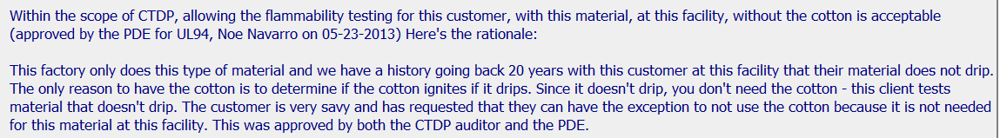 Within the scope of CTDP, allowing the flammability testing for this customer, with this material, at this facility, without the cotton is acceptable
(approved by the PDE for UL94, Noe Navarro on 05-23-2013) Here's the rationale:
This factory only does this type of material and we have a history going back 20 years with this customer at this facility that their material does not drip.
The only reason to have the cotton is to determine if the cotton ignites if it drips. Since it doesn't drip, you don't need the cotton - this client tests
material that doesn't drip. The customer is very savy and has requested that they can have the exception to not use the cotton because it is not needed
for this material at this facility. This was approved by both the CTDP auditor and the PDE.